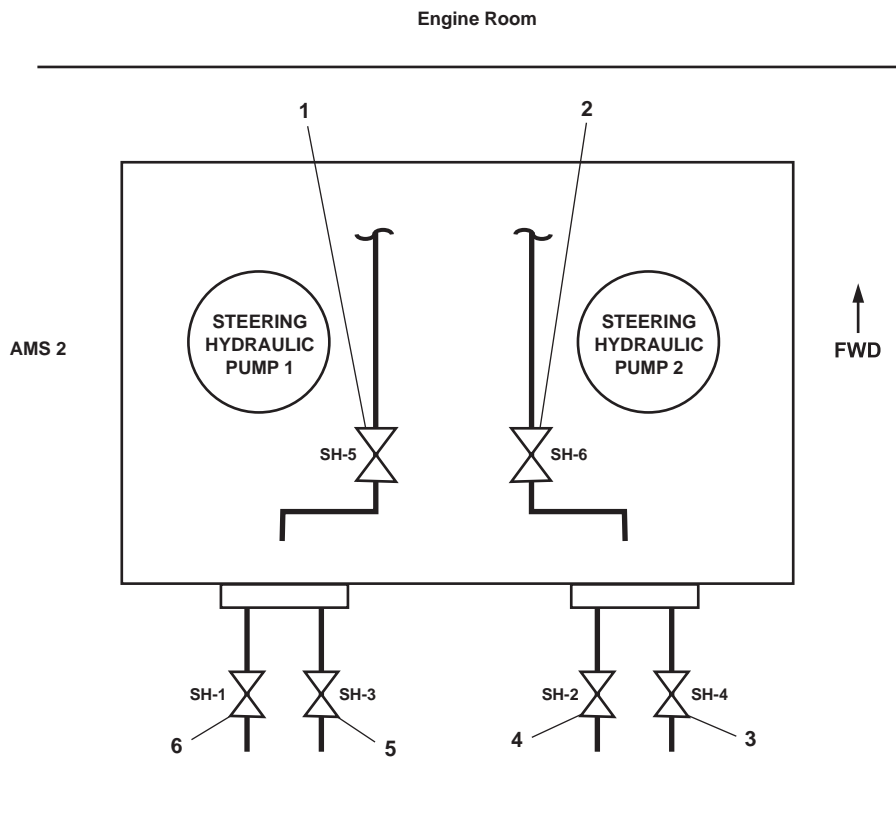 Engine Room
1
2
STEERING
HYDRAULIC
PUMP 1
STEERING
HYDRAULIC
PUMP 2
AMS 2
FWD
SH-5
SH-6
SH-1
SH-3
SH-2
SH-4
6
5
4
3